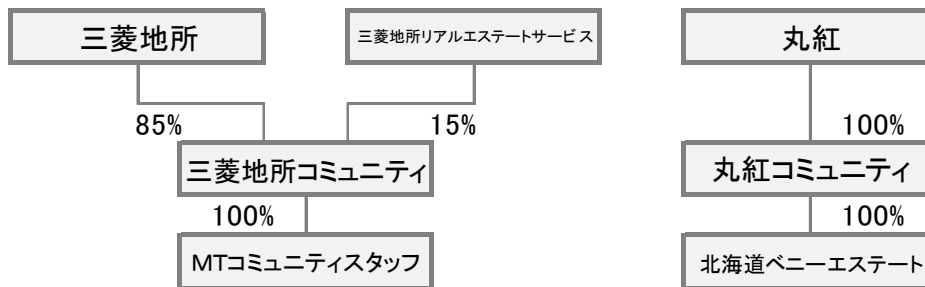 三菱地所
三菱地所リアルエステートサービス
丸紅
85%
15%
100%
三菱地所コミュニティ
丸紅コミュニティ
100%
100%
MTコミュニティスタッフ
北海道ベニーエステート